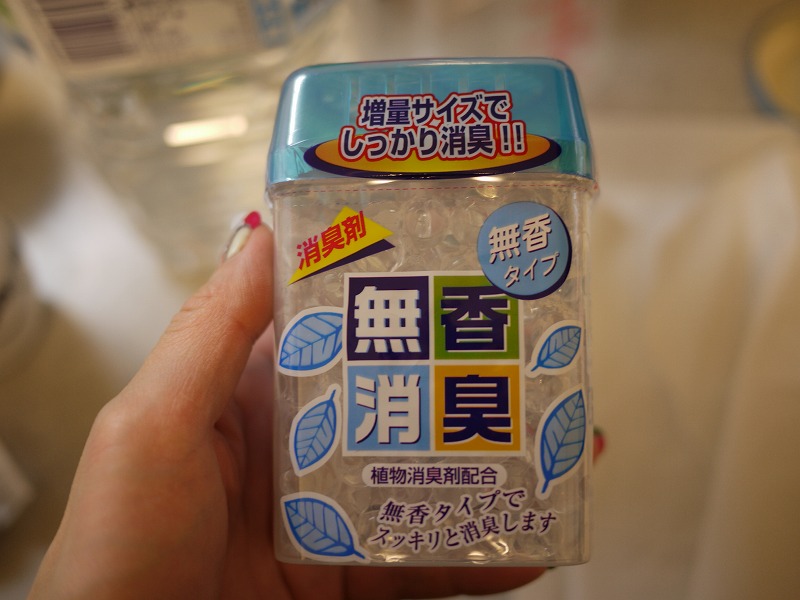 増量サイズで
しっかり消臭!!
消臭剤
無香
タイプ
無香
消臭
植物消臭剤配合
無香タイプで
スッキリと消臭します